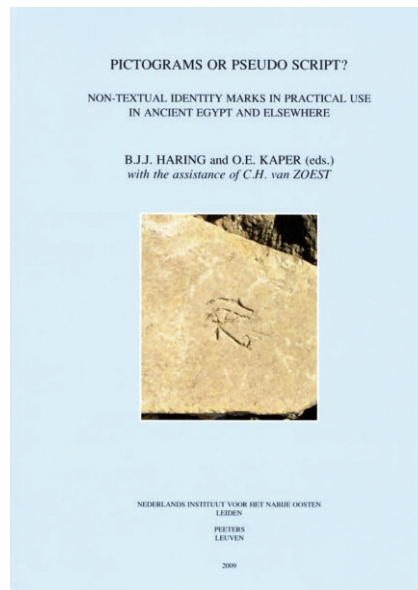 PICTOGRAMS OR PSEUDO SCRIPT?
NON-TEXTUAL IDENTITY MARKS IN PRACTICAL USE
IN ANCIENT EGYPT AND ELSEWHERE
B.J.J. HARING and O.E. KAPER (eds.)
with the assistance of C.H. van ZOEST
NEDERLANDS INSTITUUT VOOR HET NABIJE OOSTEN
LEIDEN
PEETERS
LEUVEN
2009